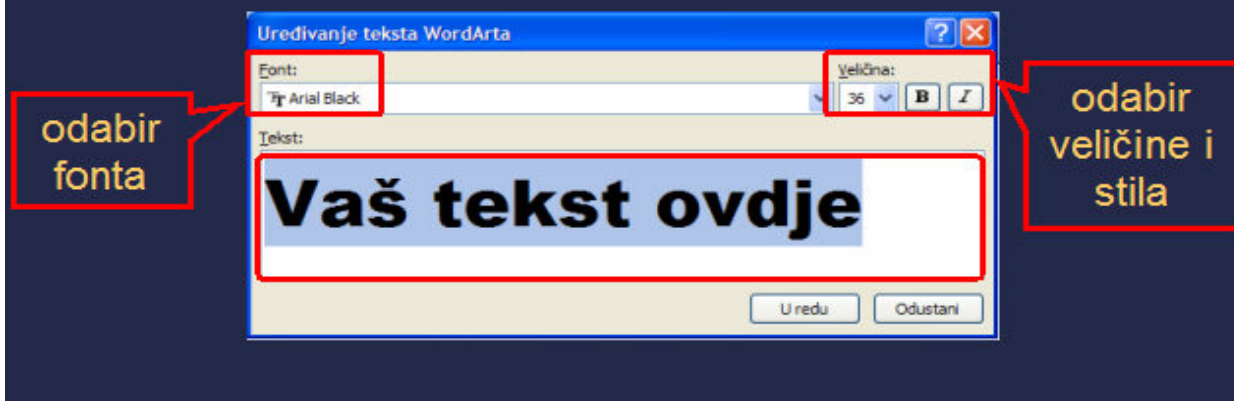 Uređivanje teksta WordArta
Font:
Veličina:
Arial Black
36
B
I
odabir
fonta
odabir
veličine i
stila
Tekst:
Vaš tekst ovdje
U redu
Odustani